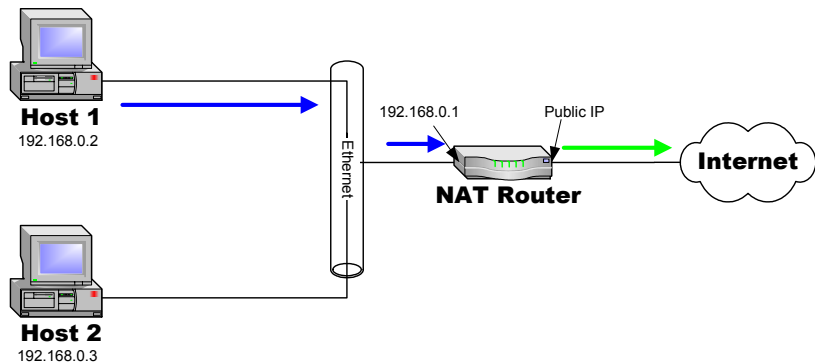 Host 1
192.168.0.2
Ethernet
192.168.0.1
Public IP
NAT Router
Internet
Host 2
192.168.0.3